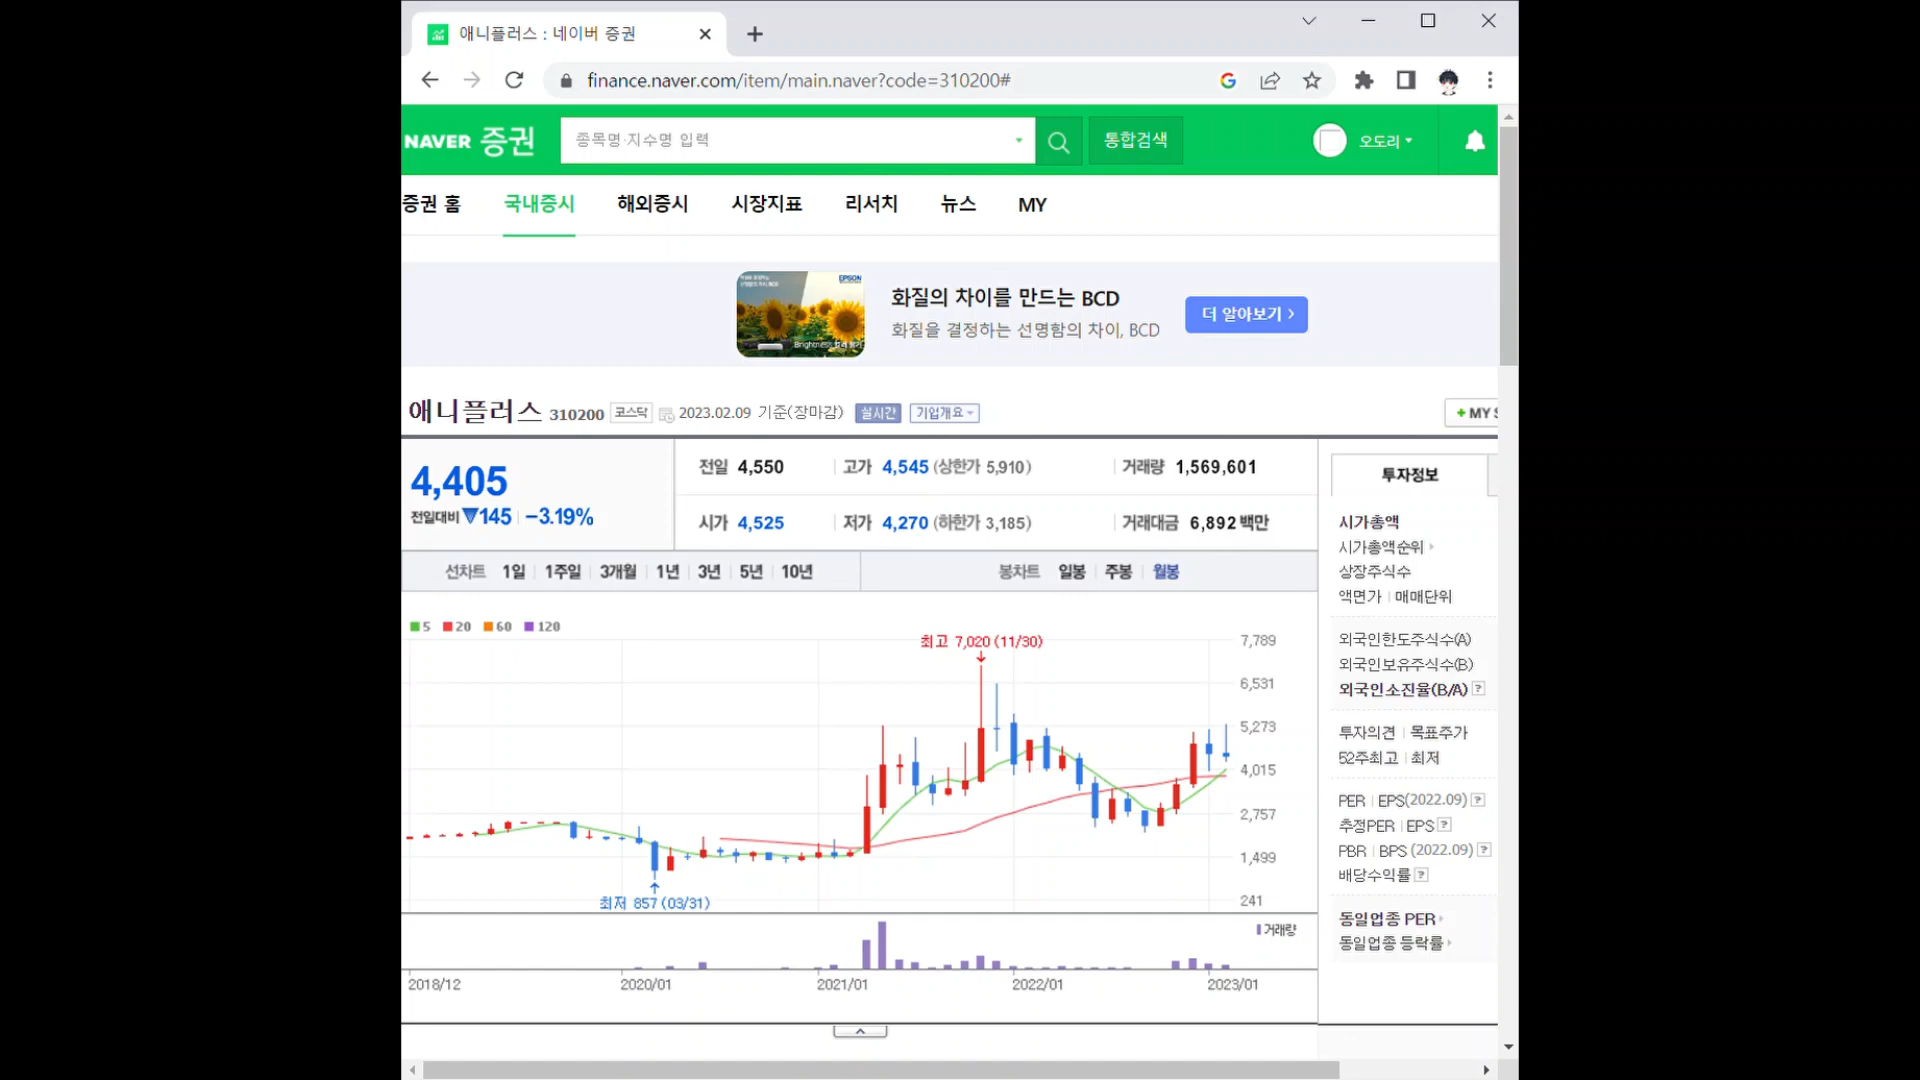 애니플러스 : 네이버 증권
finance.naver.com/item/main.naver?code=310200#
NAVER 증권
종목명·지수명 입력
통합검색
오도리
증권 홈 국내증시 해외증시 시장지표 리서치 뉴스 MY
EPSON
화질의 차이를 만드는 BCD
화질을 결정하는 선명함의 차이, BCD
더 알아보기
애니플러스 310200 코스닥 2023.02.09 기준(장마감) 실시간 기업개요
+ MY S
4,405
전일대비 ▼145 | -3.19%
전일 4,550 고가 4,545 (상한가 5,910) 거래량 1,569,601
시가 4,525 저가 4,270 (하한가 3,185) 거래대금 6,892 백만
선차트 1일 1주일 3개월 1년 3년 5년 10년 봉차트 일봉 주봉 월봉
5 20 60 120
최고 7,020 (11/30)
최저 857 (03/31)
7,789
6,531
5,273
4,015
2,757
1,499
241
거래량
2018/12 2020/01 2021/01 2022/01 2023/01
투자정보
시가총액
시가총액순위
상장주식수
액면가 | 매매단위
외국인한도주식수(A)
외국인보유주식수(B)
외국인소진율(B/A) ?
투자의견 | 목표주가
52주최고 | 최저
PER | EPS(2022.09) ?
추정PER | EPS ?
PBR | BPS (2022.09) ?
배당수익률 ?
동일업종 PER
동일업종 등락률